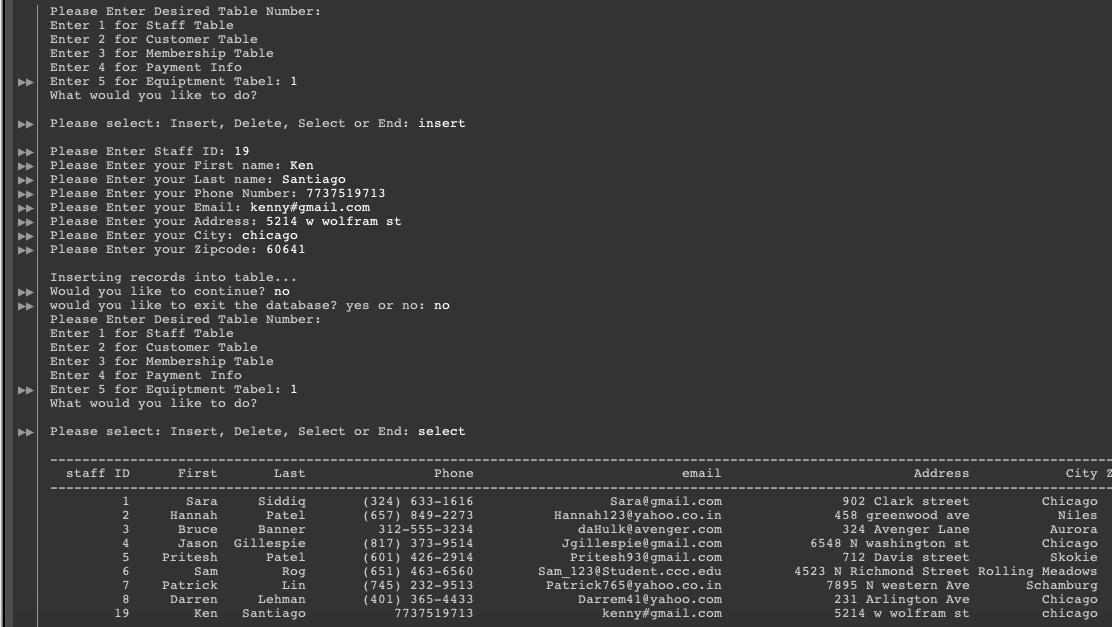 Please Enter Desired Table Number:
Enter 1 for Staff Table
Enter 2 for Customer Table
Enter 3 for Membership Table
Enter 4 for Payment Info
Enter 5 for Equiptment Tabel: 1
What would you like to do?
Please select: Insert, Delete, Select or End: insert
Please Enter Staff ID: 19
Please Enter your First name: Ken
Please Enter your Last name: Santiago
Please Enter your Phone Number: 7737519713
Please Enter your Email: kenny#gmail.com
Please Enter your Address: 5214 w wolfram st
Please Enter your City: chicago
Please Enter your Zipcode: 60641
Inserting records into table...
Would you like to continue? no
would you like to exit the database? yes or no: no
Please Enter Desired Table Number:
Enter 1 for Staff Table
Enter 2 for Customer Table
Enter 3 for Membership Table
Enter 4 for Payment Info
Enter 5 for Equiptment Tabel: 1
What would you like to do?
Please select: Insert, Delete, Select or End: select
staff ID First Last Phone email Address City Z
1 Sara Siddiq (324) 633-1616 Sara@gmail.com 902 Clark street Chicago
2 Hannah Patel (657) 849-2273 Hannah123@yahoo.co.in 458 greenwood ave Niles
3 Bruce Banner 312-555-3234 daHulk@avenger.com 324 Avenger Lane Aurora
4 Jason Gillespie (817) 373-9514 Jgillespie@gmail.com 6548 N washington st Chicago
5 Pritesh Patel (601) 426-2914 Pritesh93@gmail.com 712 Davis street Skokie
6 Sam Rog (651) 463-6560 Sam_123@Student.ccc.edu 4523 N Richmond Street Rolling Meadows
7 Patrick Lin (745) 232-9513 Patrick765@yahoo.co.in 7895 N western Ave Schamburg
8 Darren Lehman (401) 365-4433 Darrem41@yahoo.com 231 Arlington Ave Chicago
19 Ken Santiago 7737519713 kenny#gmail.com 5214 w wolfram st chicago